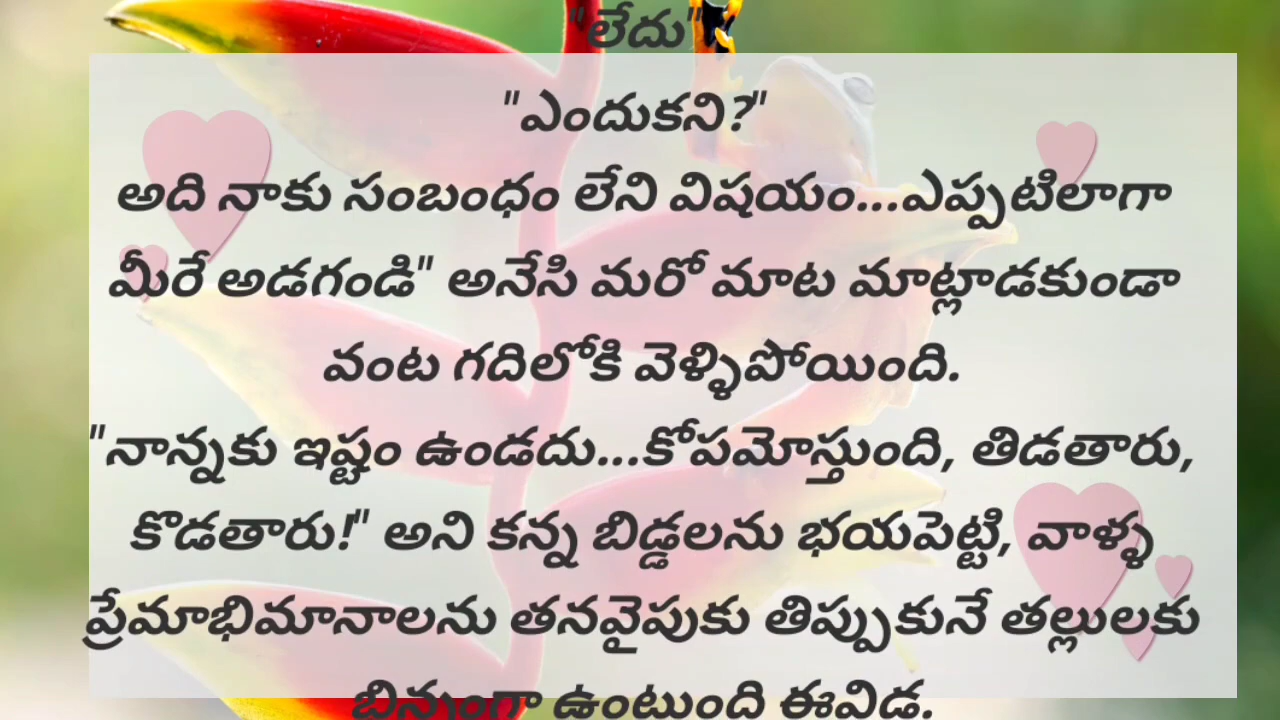 "లేదు"
"ఎందుకని?"
అది నాకు సంబంధం లేని విషయం...ఎప్పటిలాగా
మీరే అడగండి" అనేసి మరో మాట మాట్లాడకుండా
వంట గదిలోకి వెళ్ళిపోయింది.
"నాన్నకు ఇష్టం ఉండదు...కోపమోస్తుంది, తిడతారు,
కొడతారు!" అని కన్న బిడ్డలను భయపెట్టి, వాళ్ళ
ప్రేమాభిమానాలను తనవైపుకు తిప్పుకునే తల్లులకు
భిన్నంగా ఉంటుంది ఈవిడ.